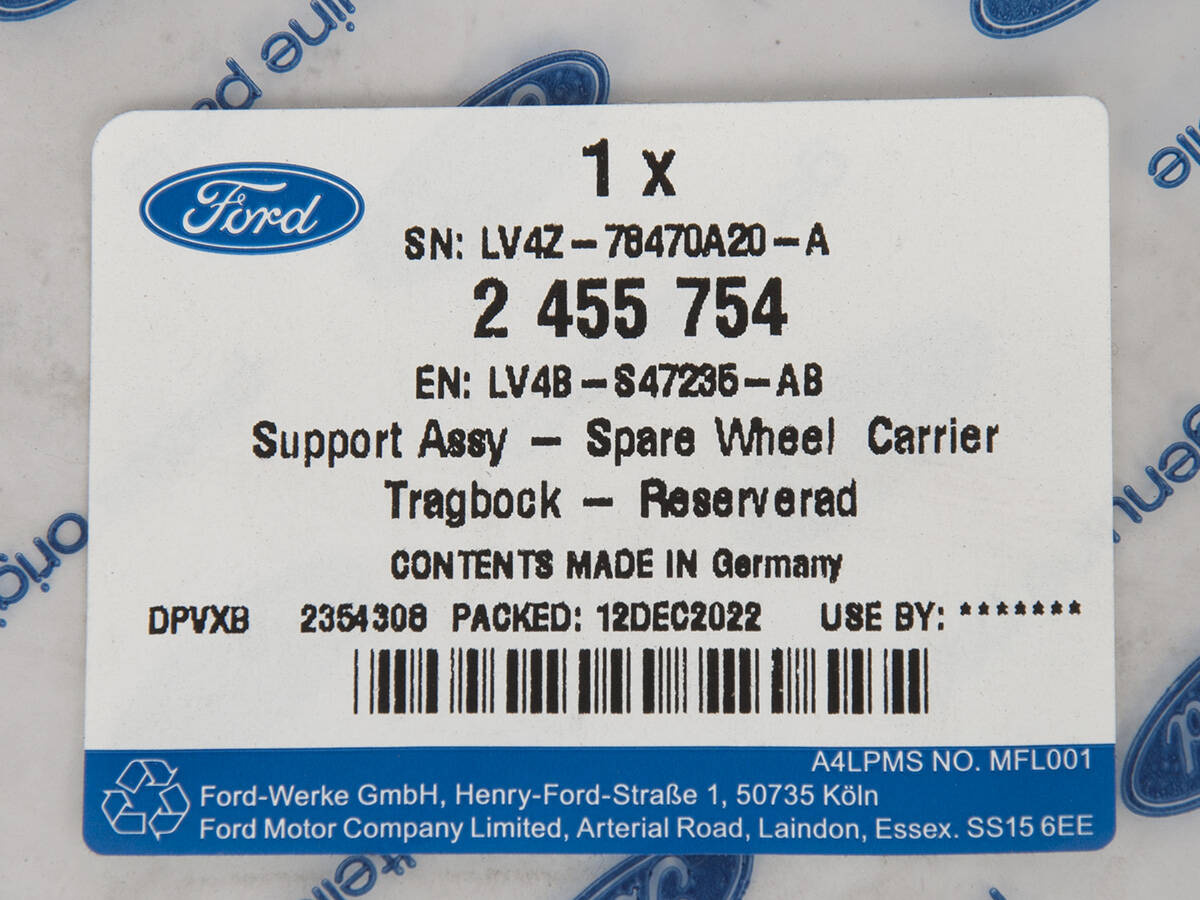 1 x
Ford
SN: LV4Z-78470A20-A
2 455 754
EN: LV4B-S47235-AB
Support Assy - Spare Wheel Carrier
Tragbock - Reserverad
CONTENTS MADE IN Germany
DPVXB 2354308 PACKED: 12DEC2022 USE BY: *******
A4LPMS NO. MFL001
Ford-Werke GmbH, Henry-Ford-Straße 1, 50735 Köln
Ford Motor Company Limited, Arterial Road, Laindon, Essex. SS15 6EE